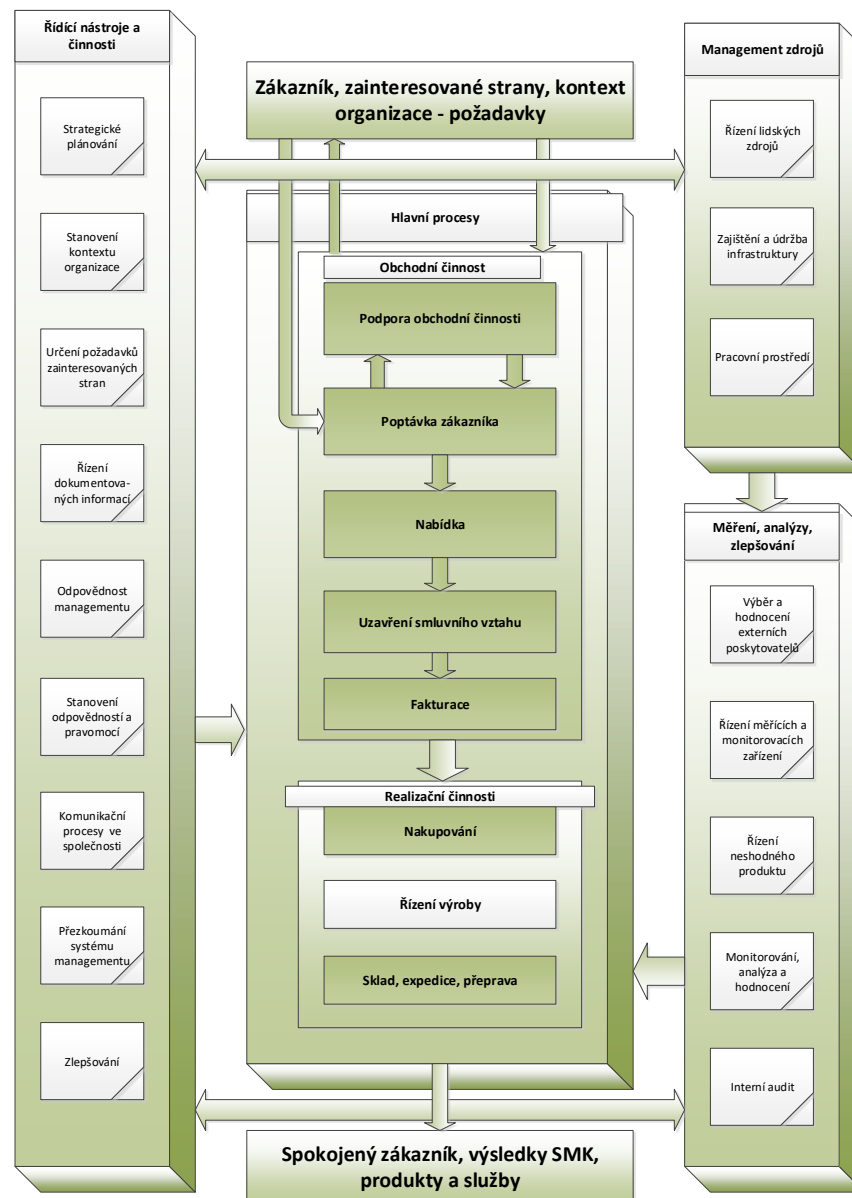 Řídící nástroje a
činnosti
Strategické
plánování
Stanovení
kontextu
organizace
Určení požadavků
zainteresovaných
stran
Řízení
dokumentova-
ných informací
Odpovědnost
managementu
Stanovení
odpovědností a
pravomocí
Komunikační
procesy ve
společnosti
Přezkoumání
systému
managementu
Zlepšování
Zákazník, zainteresované strany, kontext
organizace - požadavky
Hlavní procesy
Obchodní činnost
Podpora obchodní činnosti
Poptávka zákazníka
Nabídka
Uzavření smluvního vztahu
Fakturace
Realizační činnosti
Nakupování
Řízení výroby
Sklad, expedice, přeprava
Spokojený zákazník, výsledky SMK,
produkty a služby
Management zdrojů
Řízení lidských
zdrojů
Zajištění a údržba
infrastruktury
Pracovní prostředí
Měření, analýzy,
zlepšování
Výběr a
hodnocení
externích
poskytovatelů
Řízení měřících a
monitorovacích
zařízení
Řízení
neshodného
produktu
Monitorování,
analýza a
hodnocení
Interní audit